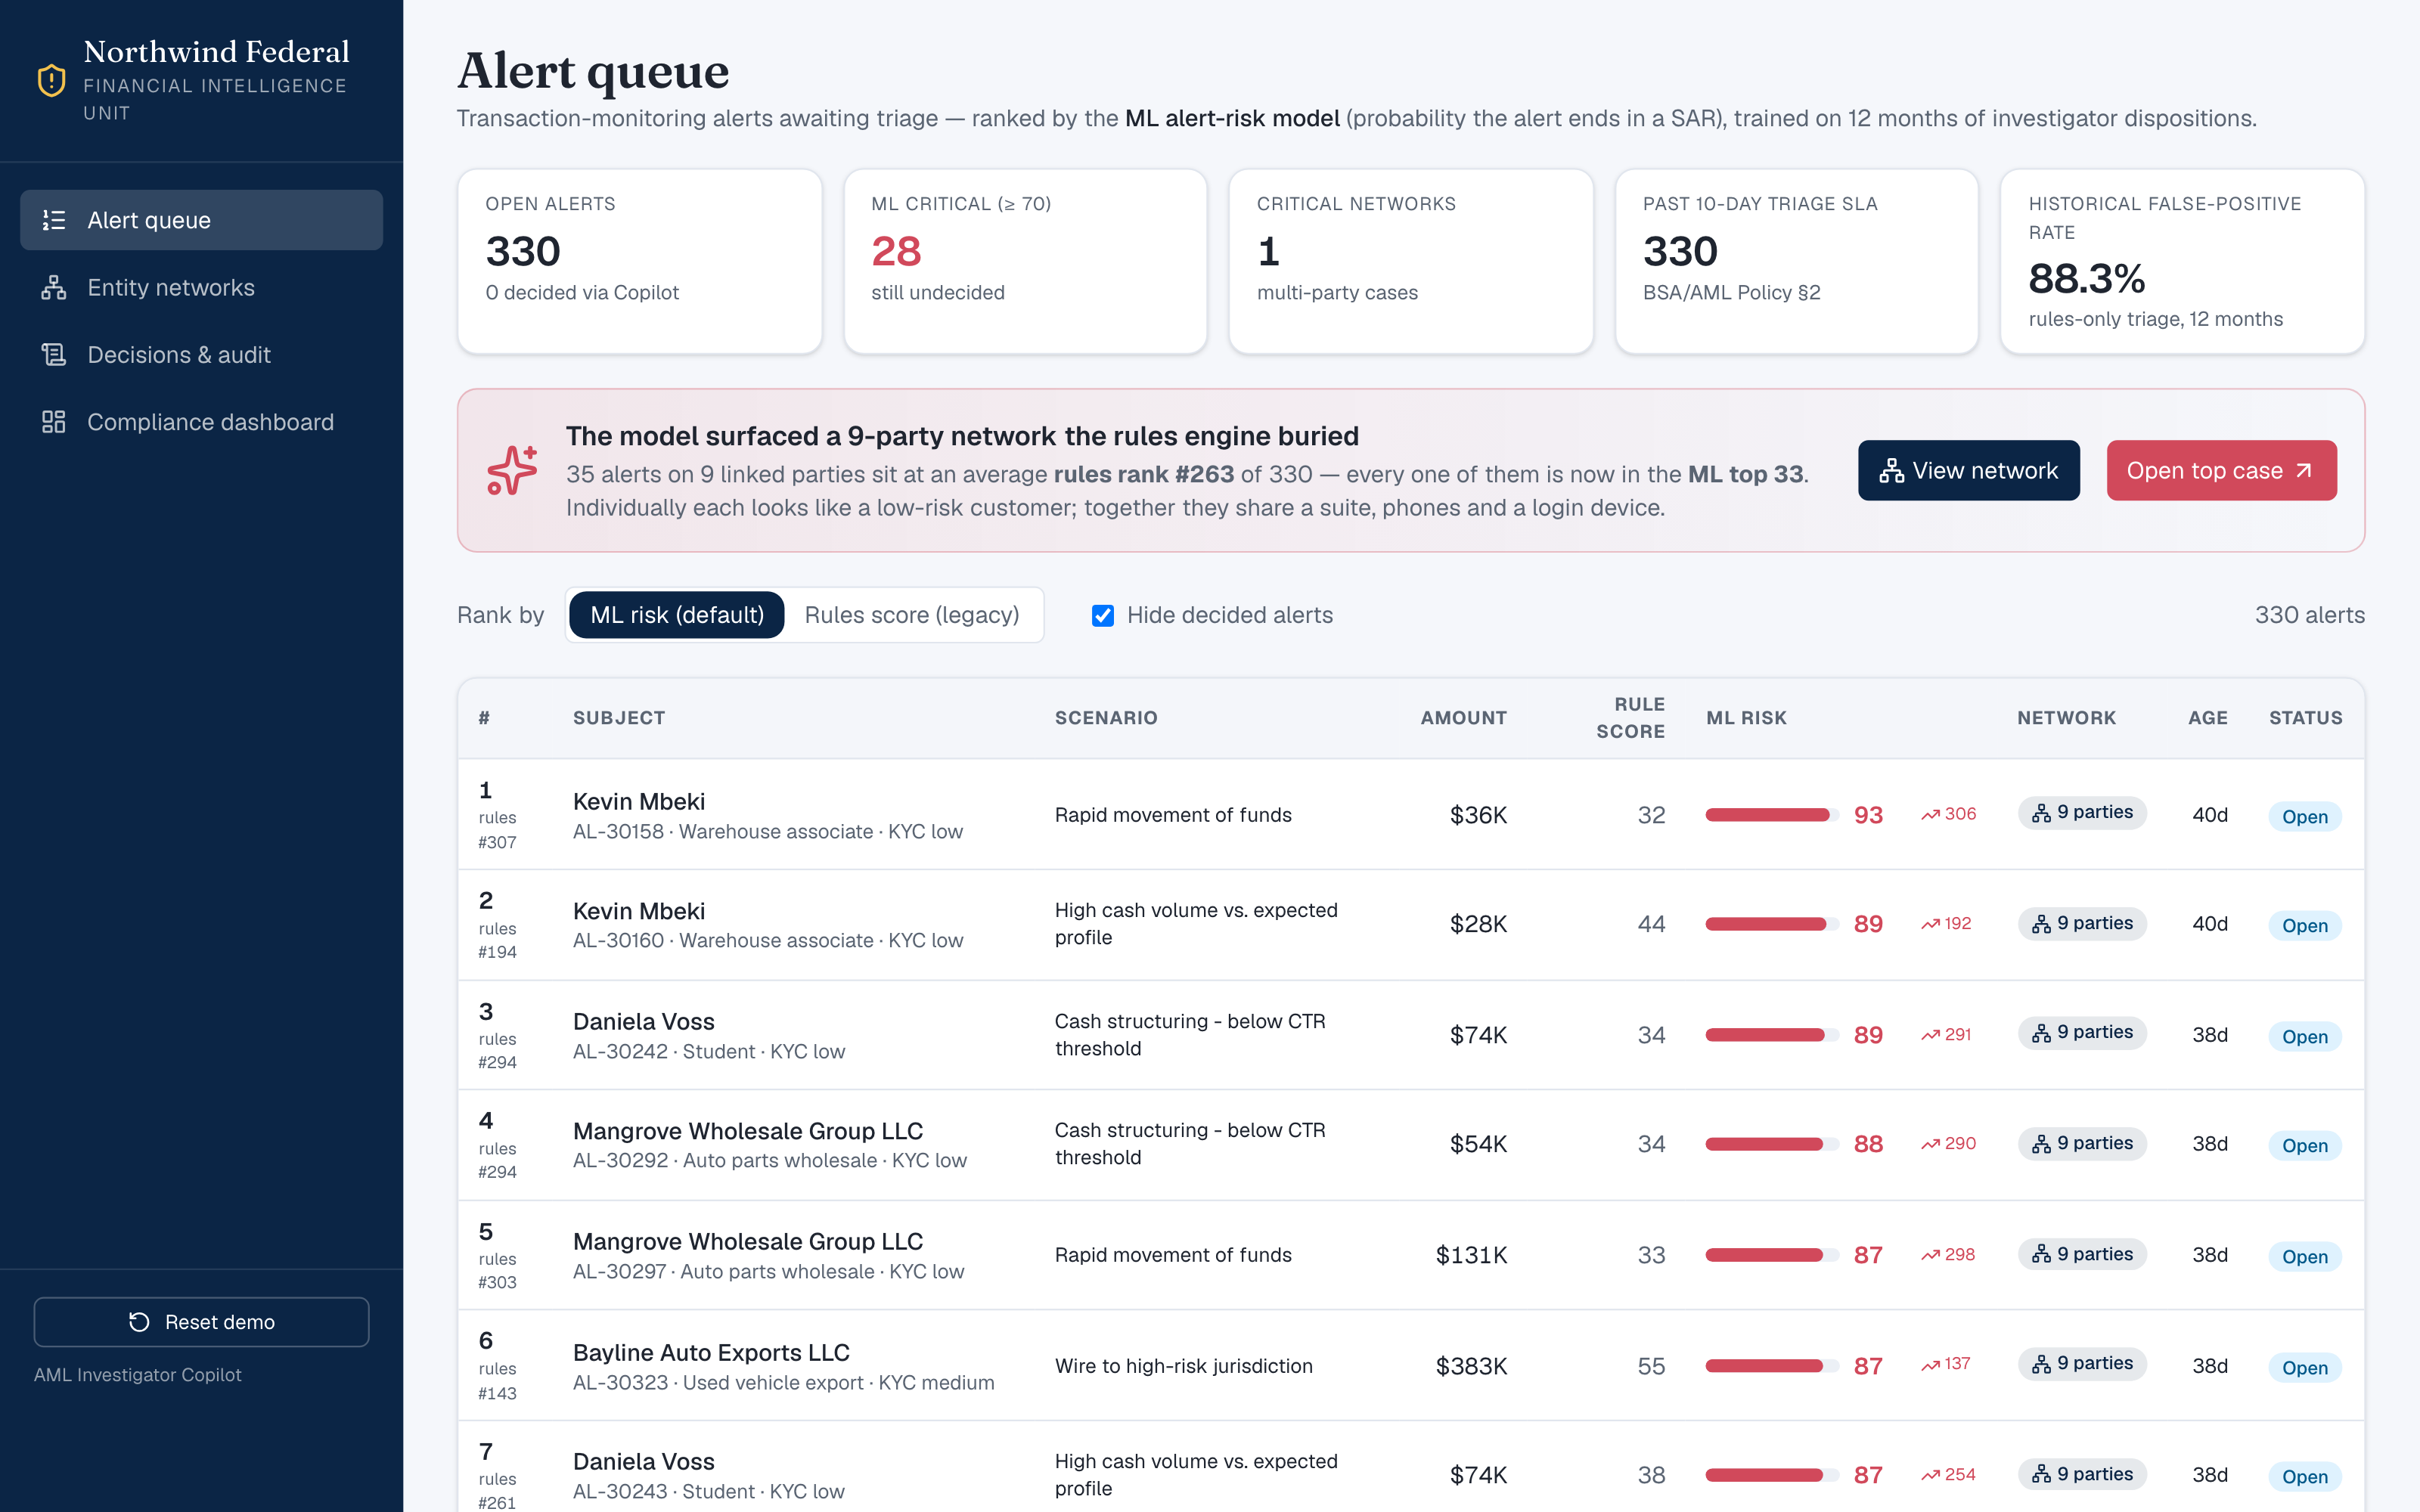 Northwind Federal
FINANCIAL INTELLIGENCE
UNIT
Alert queue
Entity networks
Decisions & audit
Compliance dashboard
Reset demo
AML Investigator Copilot
Alert queue
Transaction-monitoring alerts awaiting triage — ranked by the ML alert-risk model (probability the alert ends in a SAR), trained on 12 months of investigator dispositions.
OPEN ALERTS
330
0 decided via Copilot
ML CRITICAL (≥ 70)
28
still undecided
CRITICAL NETWORKS
1
multi-party cases
PAST 10-DAY TRIAGE SLA
330
BSA/AML Policy §2
HISTORICAL FALSE-POSITIVE
RATE
88.3%
rules-only triage, 12 months
The model surfaced a 9-party network the rules engine buried
35 alerts on 9 linked parties sit at an average rules rank #263 of 330 — every one of them is now in the ML top 33.
Individually each looks like a low-risk customer; together they share a suite, phones and a login device.
View network
Open top case
Rank by ML risk (default) Rules score (legacy) Hide decided alerts 330 alerts
# SUBJECT SCENARIO AMOUNT RULE SCORE ML RISK NETWORK AGE STATUS
1
rules
#307
Kevin Mbeki
AL-30158 · Warehouse associate · KYC low
Rapid movement of funds
$36K 32 93 306 9 parties 40d Open
2
rules
#194
Kevin Mbeki
AL-30160 · Warehouse associate · KYC low
High cash volume vs. expected
profile
$28K 44 89 192 9 parties 40d Open
3
rules
#294
Daniela Voss
AL-30242 · Student · KYC low
Cash structuring - below CTR
threshold
$74K 34 89 291 9 parties 38d Open
4
rules
#294
Mangrove Wholesale Group LLC
AL-30292 · Auto parts wholesale · KYC low
Cash structuring - below CTR
threshold
$54K 34 88 290 9 parties 38d Open
5
rules
#303
Mangrove Wholesale Group LLC
AL-30297 · Auto parts wholesale · KYC low
Rapid movement of funds
$131K 33 87 298 9 parties 38d Open
6
rules
#143
Bayline Auto Exports LLC
AL-30323 · Used vehicle export · KYC medium
Wire to high-risk jurisdiction
$383K 55 87 137 9 parties 38d Open
7
rules
#261
Daniela Voss
AL-30243 · Student · KYC low
High cash volume vs. expected
profile
$74K 38 87 254 9 parties 38d Open